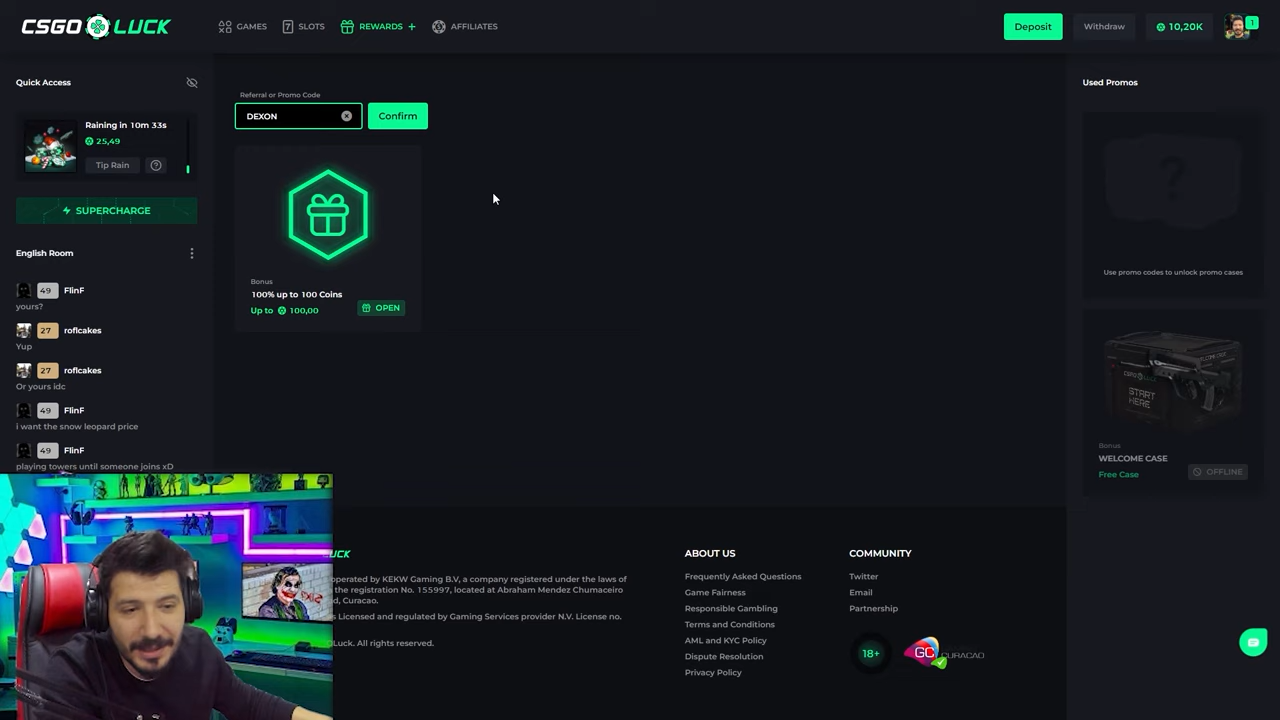 CSGO LUCK
GAMES
SLOTS
REWARDS +
AFFILIATES
Deposit
Withdraw
10,20K
1
Quick Access
Raining in 10m 33s
25,49
Tip Rain
?
SUPERCHARGE
English Room
49 FlinF
yours?
27 roflcakes
Yup
27 roflcakes
Or yours idc
49 FlinF
i want the snow leopard price
49 FlinF
playing towers until someone joins xD
Referral or Promo Code
DEXON
Confirm
Bonus
100% up to 100 Coins
Up to 100,00
OPEN
Used Promos
?
Use promo codes to unlock promo cases
START
HERE
Bonus
WELCOME CASE
Free Case
OFFLINE
LUCK
operated by KEKW Gaming B.V, a company registered under the laws of
the registration No. 155997, located at Abraham Mendez Chumaceiro
d, Curacao.
s Licensed and regulated by Gaming Services provider N.V. License no.
Luck. All rights reserved.
ABOUT US
Frequently Asked Questions
Game Fairness
Responsible Gambling
Terms and Conditions
AML and KYC Policy
Dispute Resolution
Privacy Policy
COMMUNITY
Twitter
Email
Partnership
18+
GC CURACAO